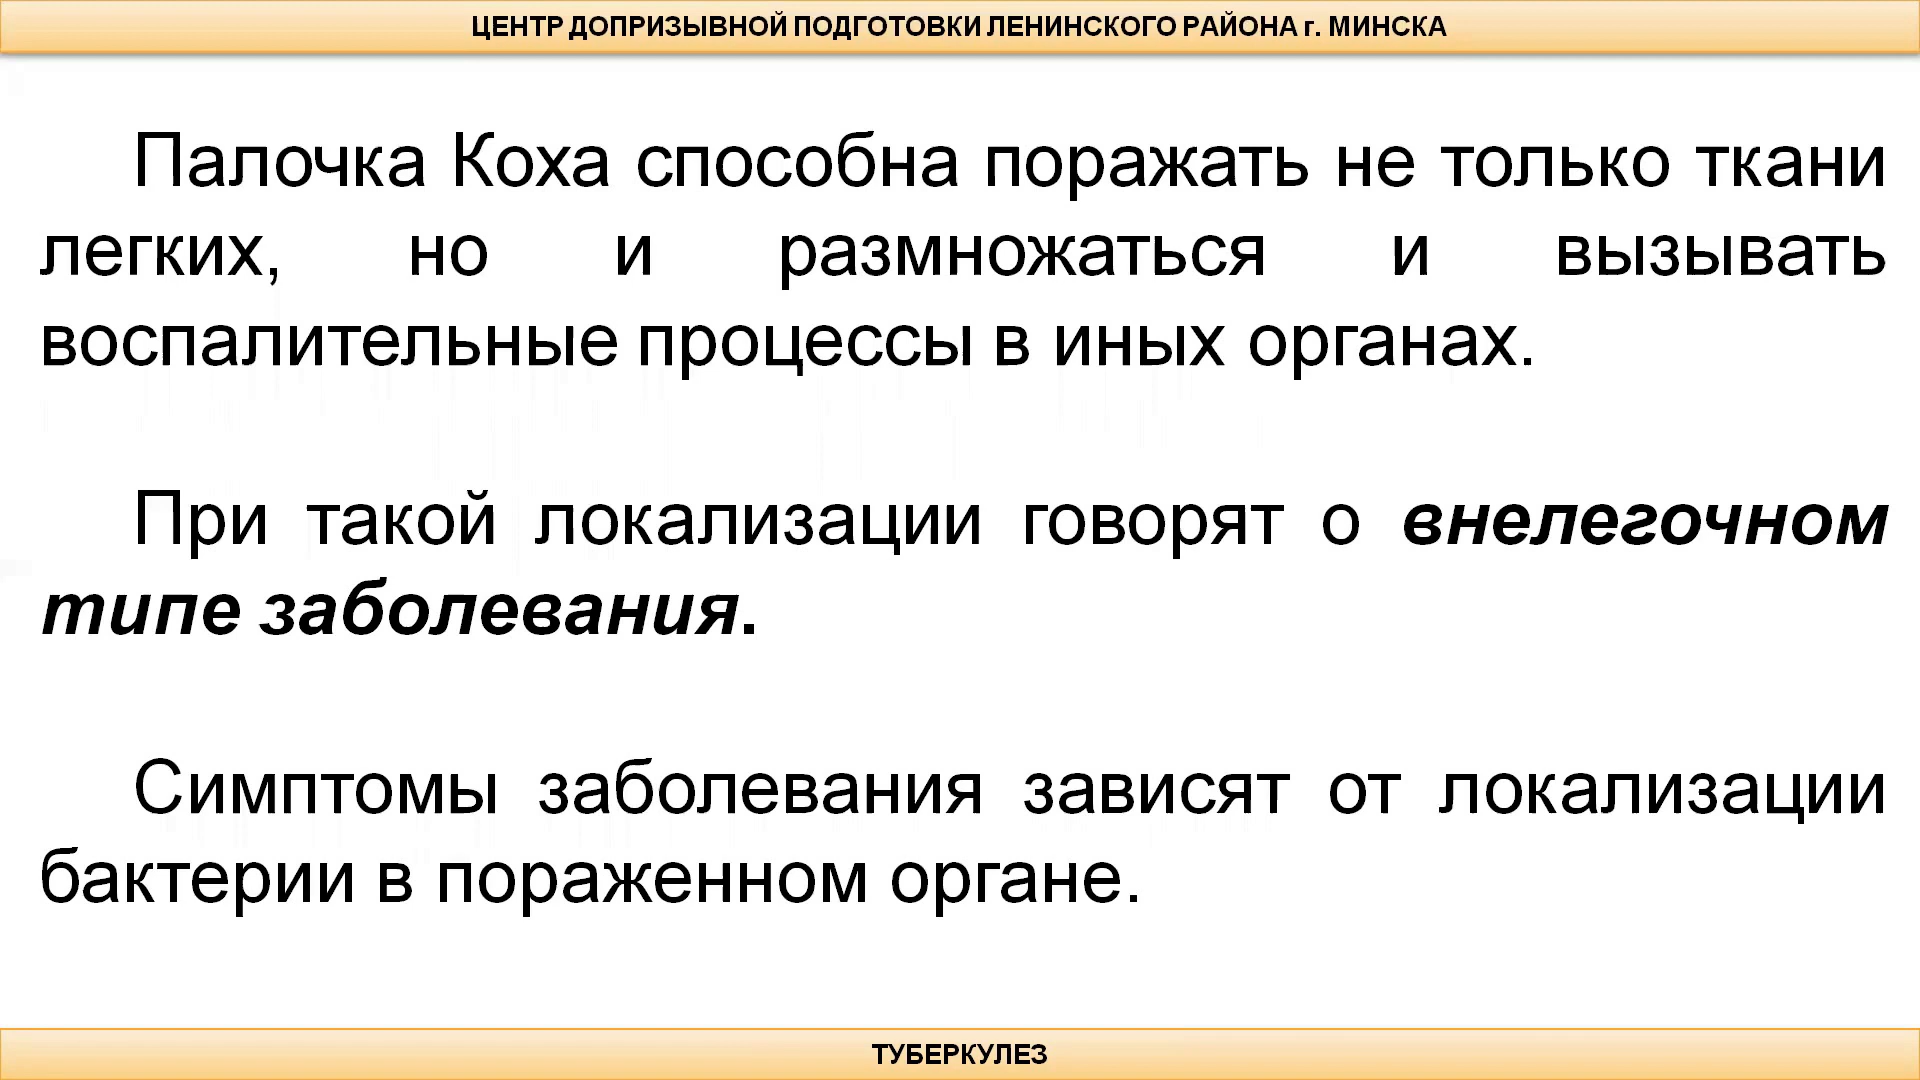 ЦЕНТР ДОПРИЗЫВНОЙ ПОДГОТОВКИ ЛЕНИНСКОГО РАЙОНА г. МИНСКА
Палочка Коха способна поражать не только ткани
легких, но и размножаться и вызывать
воспалительные процессы в иных органах.
При такой локализации говорят о внелегочном
типе заболевания.
Симптомы заболевания зависят от локализации
бактерии в пораженном органе.
ТУБЕРКУЛЕЗ